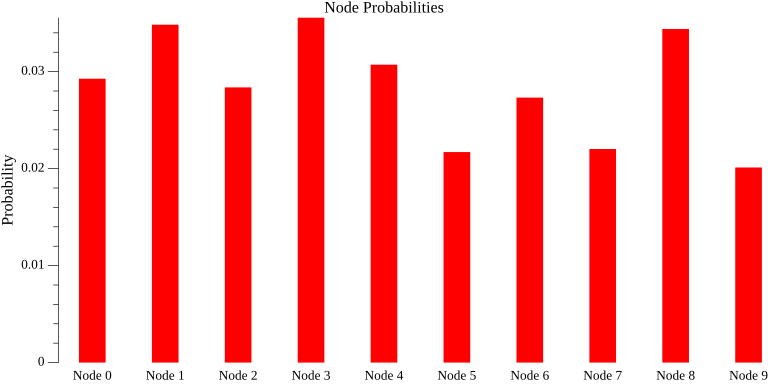 Node Probabilities
Probability
0.03
0.02
0.01
0
Node 0 Node 1 Node 2 Node 3 Node 4 Node 5 Node 6 Node 7 Node 8 Node 9